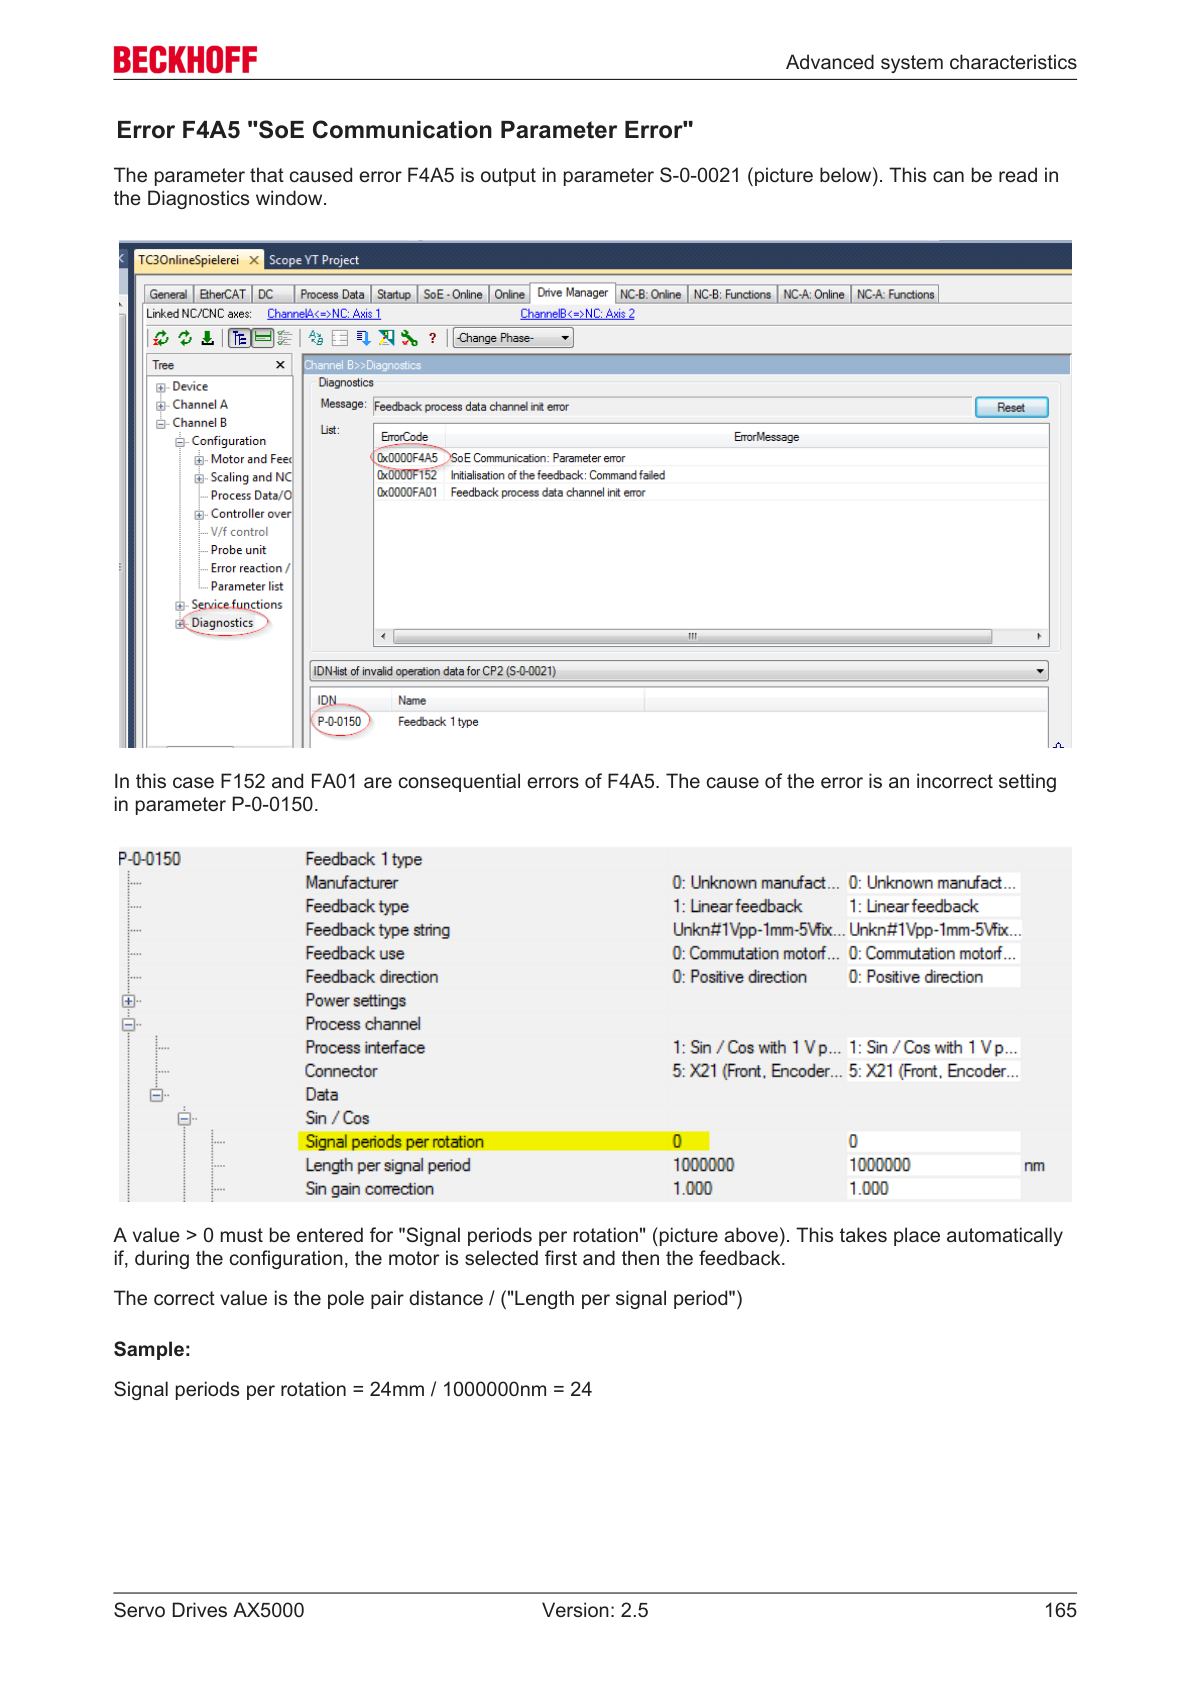 BECKHOFF
Advanced system characteristics
Error F4A5 "SoE Communication Parameter Error"
The parameter that caused error F4A5 is output in parameter S-0-0021 (picture below). This can be read in
the Diagnostics window.
TC3OnlineSpielerei Scope YT Project
General EtherCAT DC Process Data Startup SoE - Online Online Drive Manager NC-B: Online NC-B: Functions NC-A: Online NC-A: Functions
Linked NC/CNC axes: ChannelA<=>NC: Axis 1 ChannelB<=>NC: Axis 2
-Change Phase-
Tree
Channel B>>Diagnostics
Device
Channel A
Channel B
Configuration
Motor and Feec
Scaling and NC
Process Data/O
Controller over
V/f control
Probe unit
Error reaction /
Parameter list
Service functions
Diagnostics
Diagnostics
Message: Feedback process data channel init error Reset
List:
ErrorCode ErrorMessage
0x0000F4A5 SoE Communication: Parameter error
0x0000F152 Initialisation of the feedback: Command failed
0x0000FA01 Feedback process data channel init error
IDN-list of invalid operation data for CP2 (S-0-0021)
IDN Name
P-0-0150 Feedback 1 type
In this case F152 and FA01 are consequential errors of F4A5. The cause of the error is an incorrect setting
in parameter P-0-0150.
P-0-0150 Feedback 1 type
Manufacturer 0: Unknown manufact... 0: Unknown manufact...
Feedback type 1: Linear feedback 1: Linear feedback
Feedback type string Unkn#1Vpp-1mm-5Vfix... Unkn#1Vpp-1mm-5Vfix...
Feedback use 0: Commutation motorf... 0: Commutation motorf...
Feedback direction 0: Positive direction 0: Positive direction
Power settings
Process channel
Process interface 1: Sin / Cos with 1 V p... 1: Sin / Cos with 1 V p...
Connector 5: X21 (Front, Encoder... 5: X21 (Front, Encoder...
Data
Sin / Cos
Signal periods per rotation 0 0
Length per signal period 1000000 1000000 nm
Sin gain correction 1.000 1.000
A value > 0 must be entered for "Signal periods per rotation" (picture above). This takes place automatically
if, during the configuration, the motor is selected first and then the feedback.
The correct value is the pole pair distance / ("Length per signal period")
Sample:
Signal periods per rotation = 24mm / 1000000nm = 24
Servo Drives AX5000 Version: 2.5 165